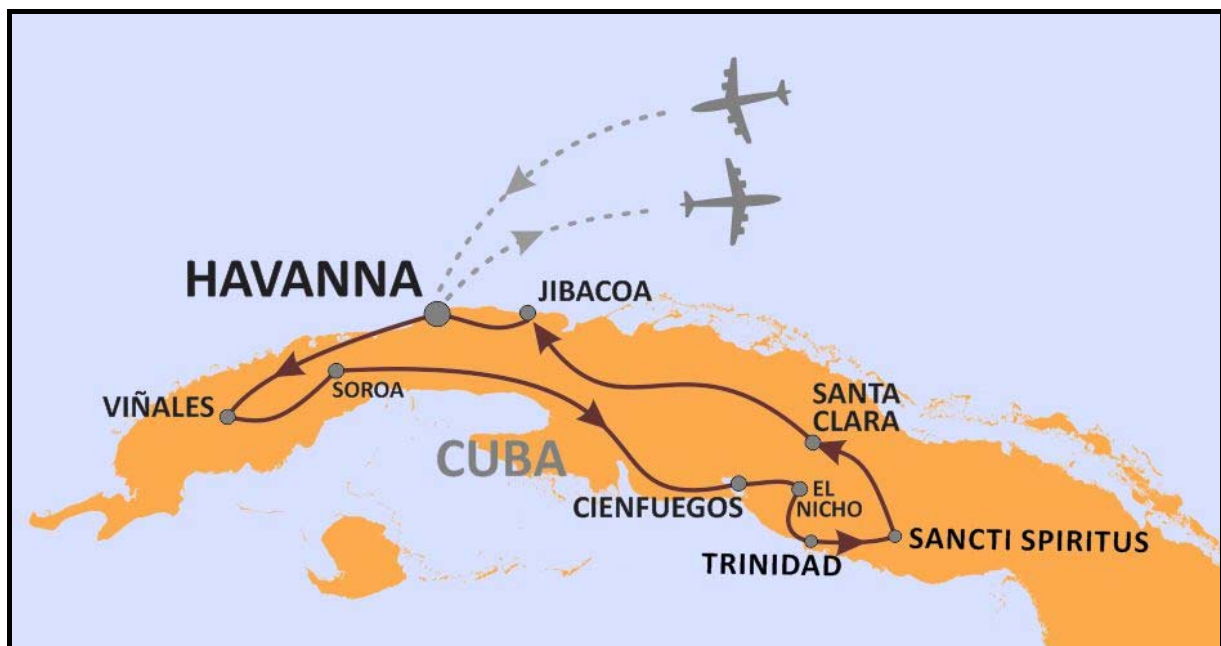 HAVANNA
JIBACOA
SOROA
VIÑALES
SANTA
CLARA
CUBA
EL
NICHO
CIENFUEGOS
SANCTI SPIRITUS
TRINIDAD